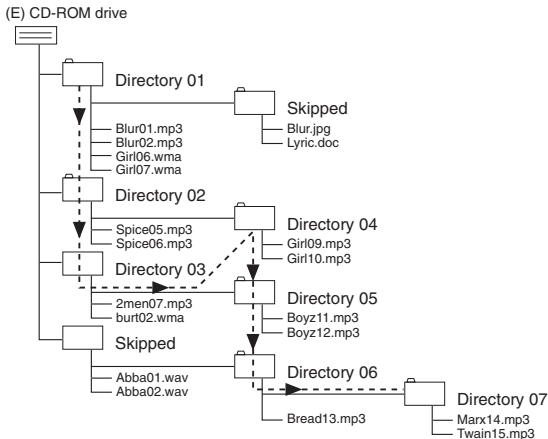 (E) CD-ROM drive
Directory 01
Skipped
Blur01.mp3
Blur.jpg
Blur02.mp3
Lyric.doc
Girl06.wma
Girl07.wma
Directory 02
Directory 04
Spice05.mp3
Spice06.mp3
Girl09.mp3
Girl10.mp3
Directory 03
Directory 05
2men07.mp3
burt02.wma
Boyz11.mp3
Boyz12.mp3
Skipped
Directory 06
Abba01.wav
Abba02.wav
Directory 07
Bread13.mp3
Marx14.mp3
Twain15.mp3